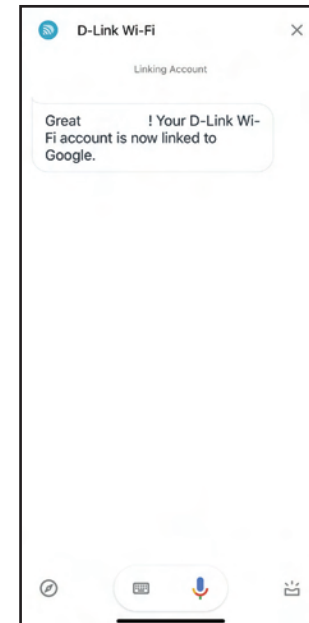 D-Link Wi-Fi
Linking Account
Great ! Your D-Link Wi-
Fi account is now linked to
Google.